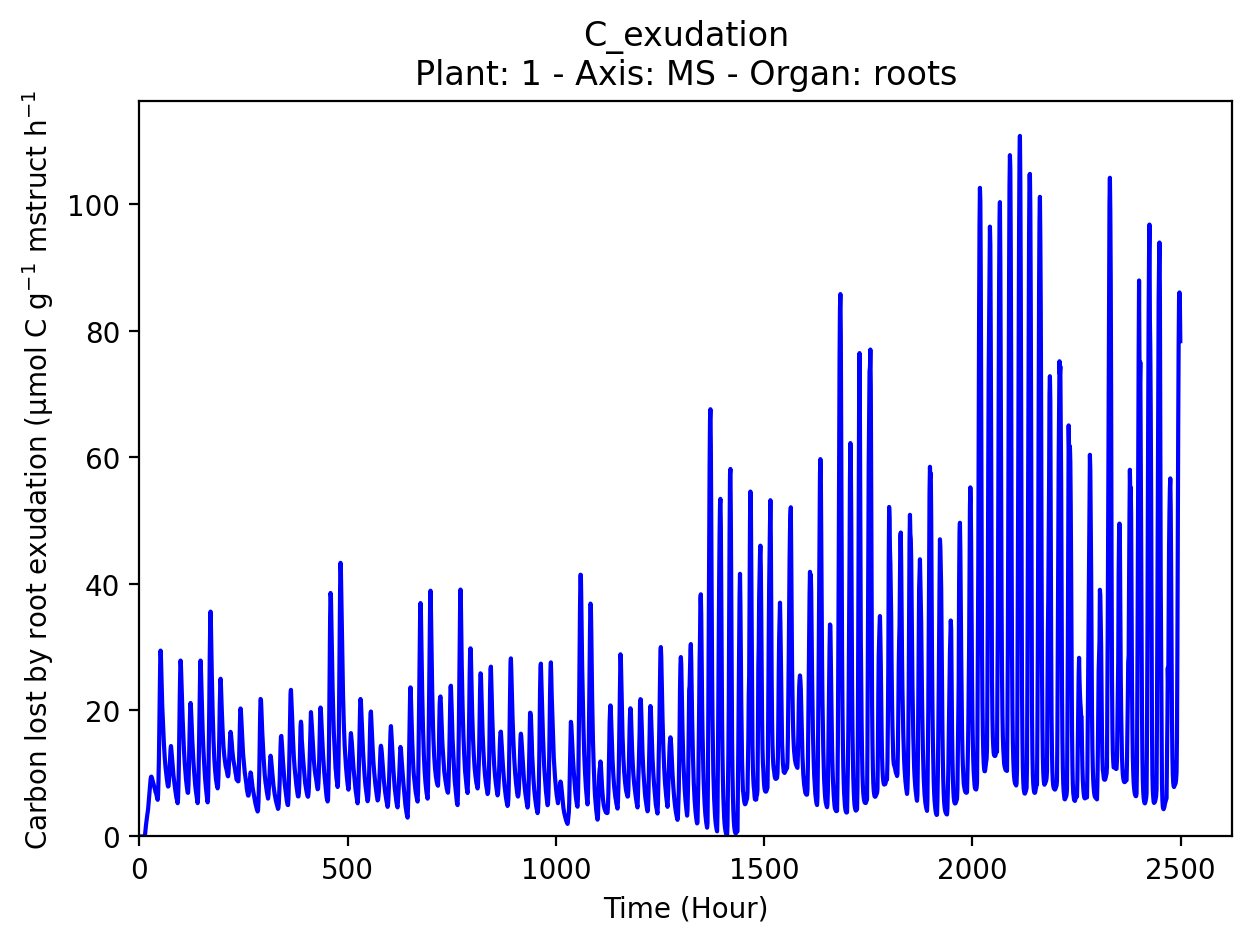 C_exudation
Plant: 1 - Axis: MS - Organ: roots
Carbon lost by root exudation (µmol C g⁻¹ mstruct h⁻¹
100
80
60
40
20
0
0 500 1000 1500 2000 2500
Time (Hour)